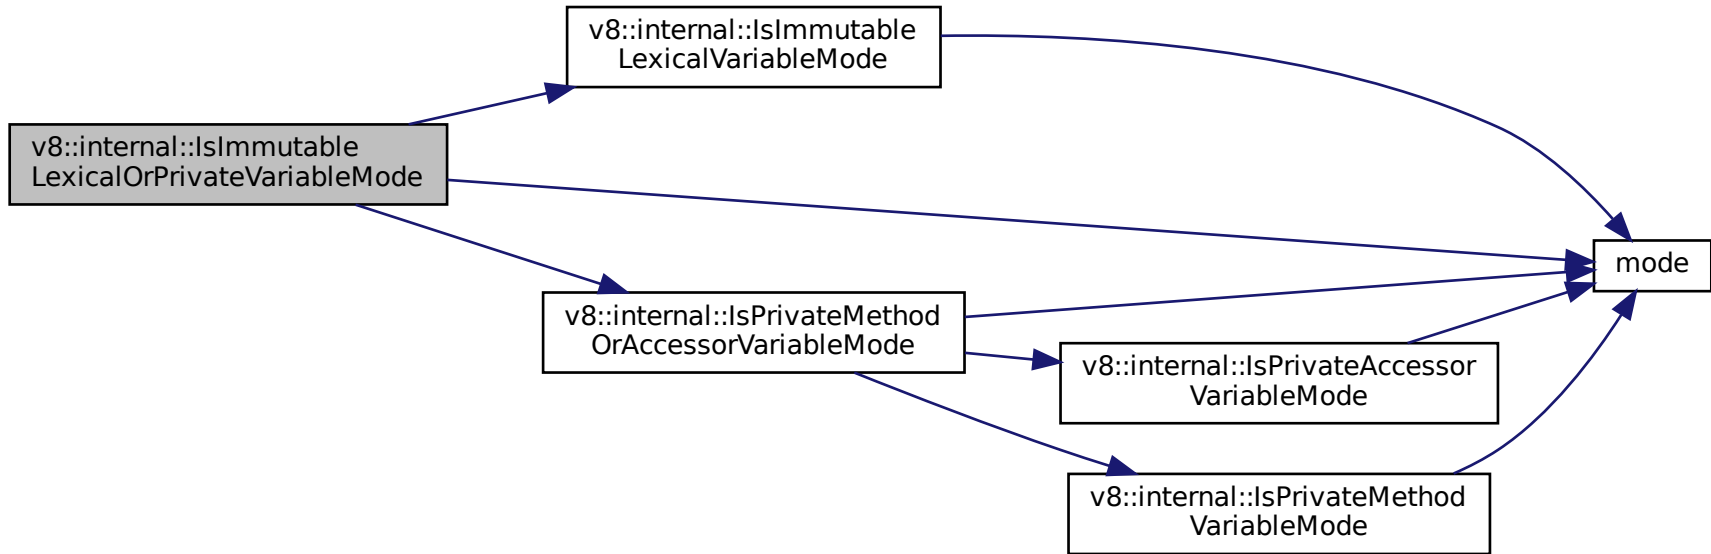 v8::internal::IsImmutable
LexicalVariableMode
v8::internal::IsImmutable
LexicalOrPrivateVariableMode
mode
v8::internal::IsPrivateMethod
OrAccessorVariableMode
v8::internal::IsPrivateAccessor
VariableMode
v8::internal::IsPrivateMethod
VariableMode